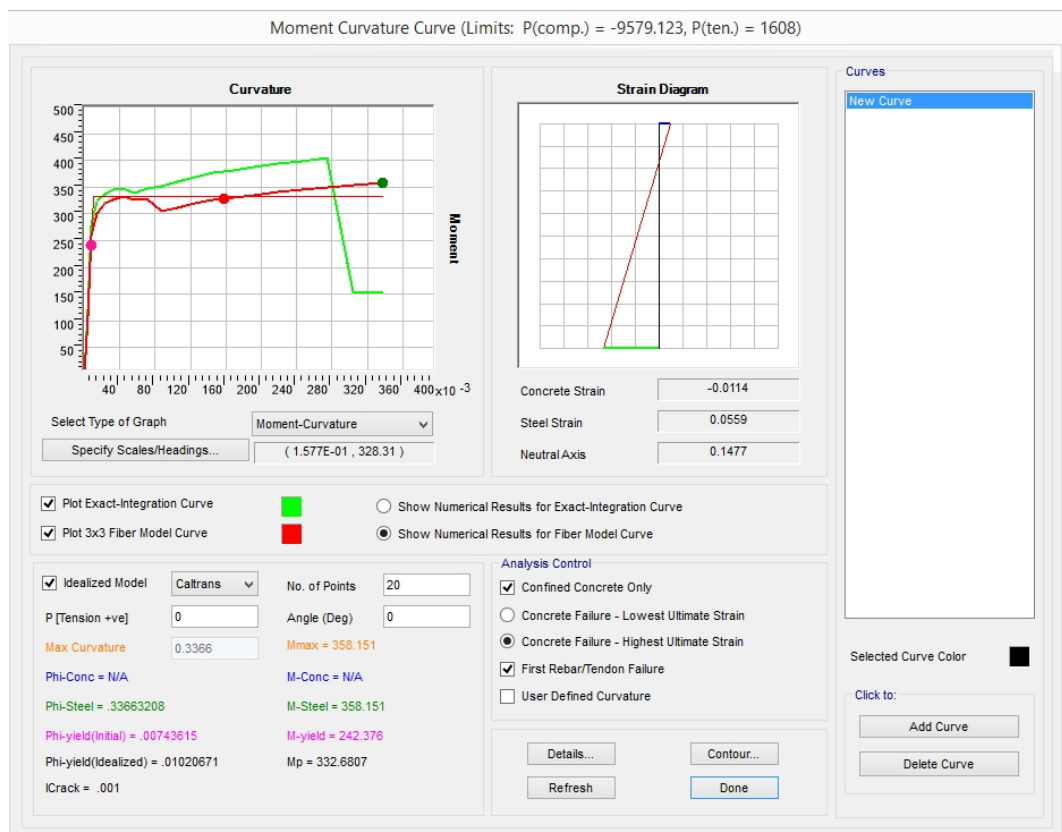 Moment Curvature Curve (Limits: P(comp.) = -9579.123, P(ten.) = 1608)
Curvature
500
450
400
350
300
250
200
150
100
50
Moment
40 80 120 160 200 240 280 320 360 400 x10 -3
Select Type of Graph
Moment-Curvature
Specify Scales/Headings...
( 1.577E-01 , 328.31 )
Strain Diagram
Concrete Strain
-0.0114
Steel Strain
0.0559
Neutral Axis
0.1477
Curves
New Curve
Plot Exact-Integration Curve
Show Numerical Results for Exact-Integration Curve
Plot 3x3 Fiber Model Curve
Show Numerical Results for Fiber Model Curve
Idealized Model
Caltrans
No. of Points
20
P [Tension +ve]
0
Angle (Deg)
0
Max Curvature
0.3366
Mmax = 358.151
Phi-Conc = N/A
M-Conc = N/A
Phi-Steel = .33663208
M-Steel = 358.151
Phi-yield(Initial) = .00743615
M-yield = 242.376
Phi-yield(Idealized) = .01020671
Mp = 332.6807
ICrack = .001
Analysis Control
Confined Concrete Only
Concrete Failure - Lowest Ultimate Strain
Concrete Failure - Highest Ultimate Strain
First Rebar/Tendon Failure
User Defined Curvature
Details...
Contour...
Refresh
Done
Selected Curve Color
Click to:
Add Curve
Delete Curve